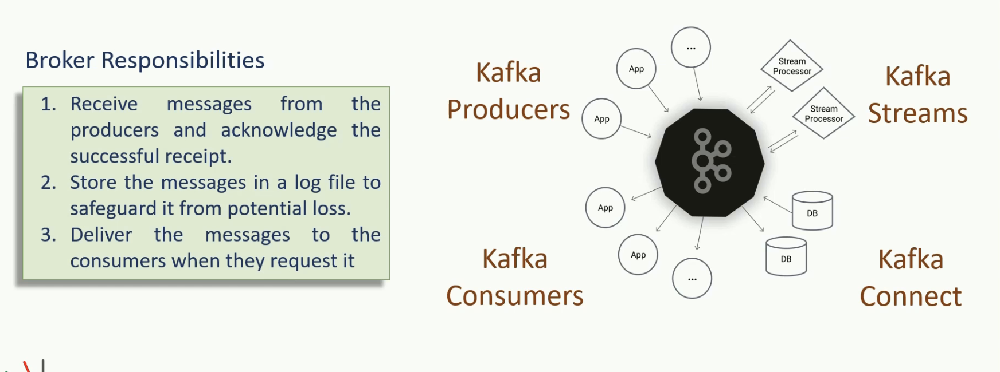 Broker Responsibilities
1. Receive messages from the
producers and acknowledge the
successful receipt.
2. Store the messages in a log file to
safeguard it from potential loss.
3. Deliver the messages to the
consumers when they request it
Kafka
Producers
App
App
...
Stream
Processor
Stream
Processor
Kafka
Streams
Kafka
Consumers
App
App
...
DB
DB
Kafka
Connect